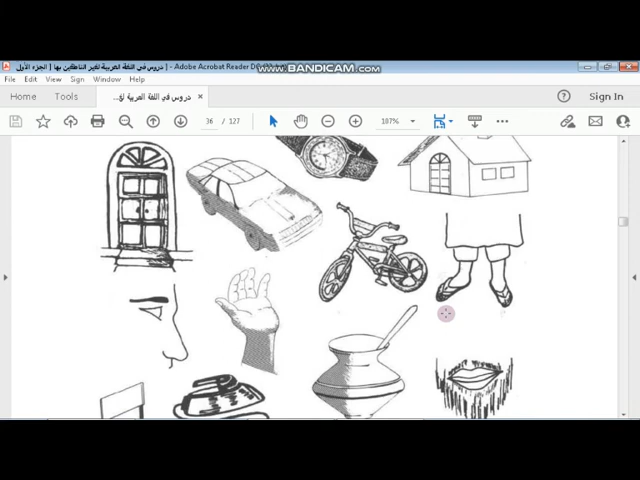 دروس في اللغة العربية لغير الناطقين بها ( الجزء الأول - Adobe Acrobat Reader D
www.BANDICAM.com
File Edit View Sign Window Help
Home Tools دروس في اللغة العربية لغ... × Sign In
36 / 127 107%